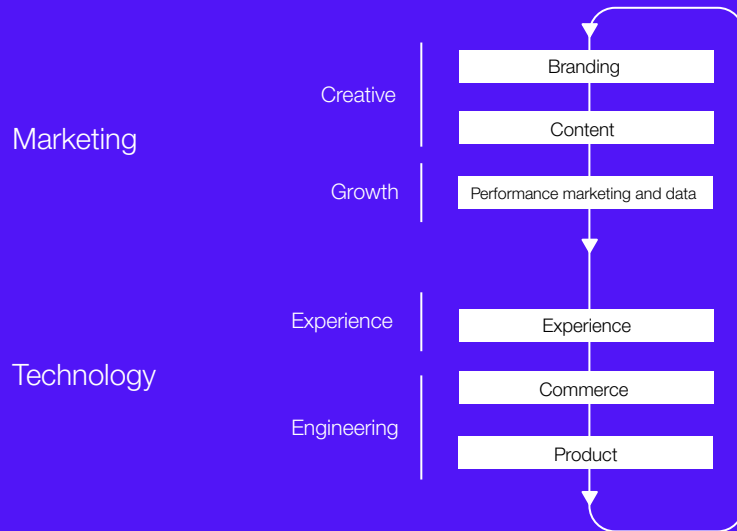 Branding
Creative
Content
Marketing
Growth
Performance marketing and data
Experience
Experience
Technology
Commerce
Engineering
Product